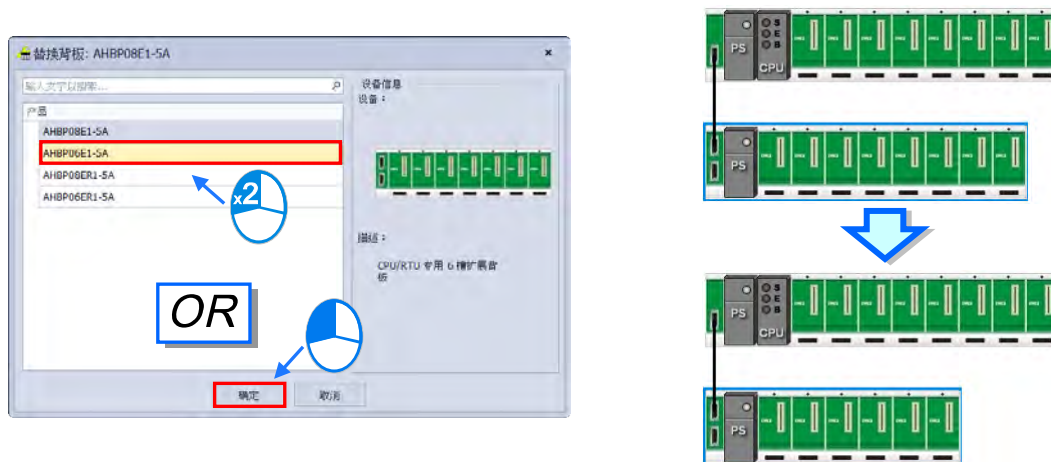 替换背板: AHBP08E1-5A
输入文字以搜索...
产品
AHBP08E1-5A
AHBP06E1-5A
AHBP08ER1-5A
AHBP06ER1-5A
x2
OR
设备信息
设备：
描述：
CPU/RTU 专用 6 槽扩展背
板
确定
取消
PS
S
E
B
CPU
PS
PS
S
E
B
CPU
PS